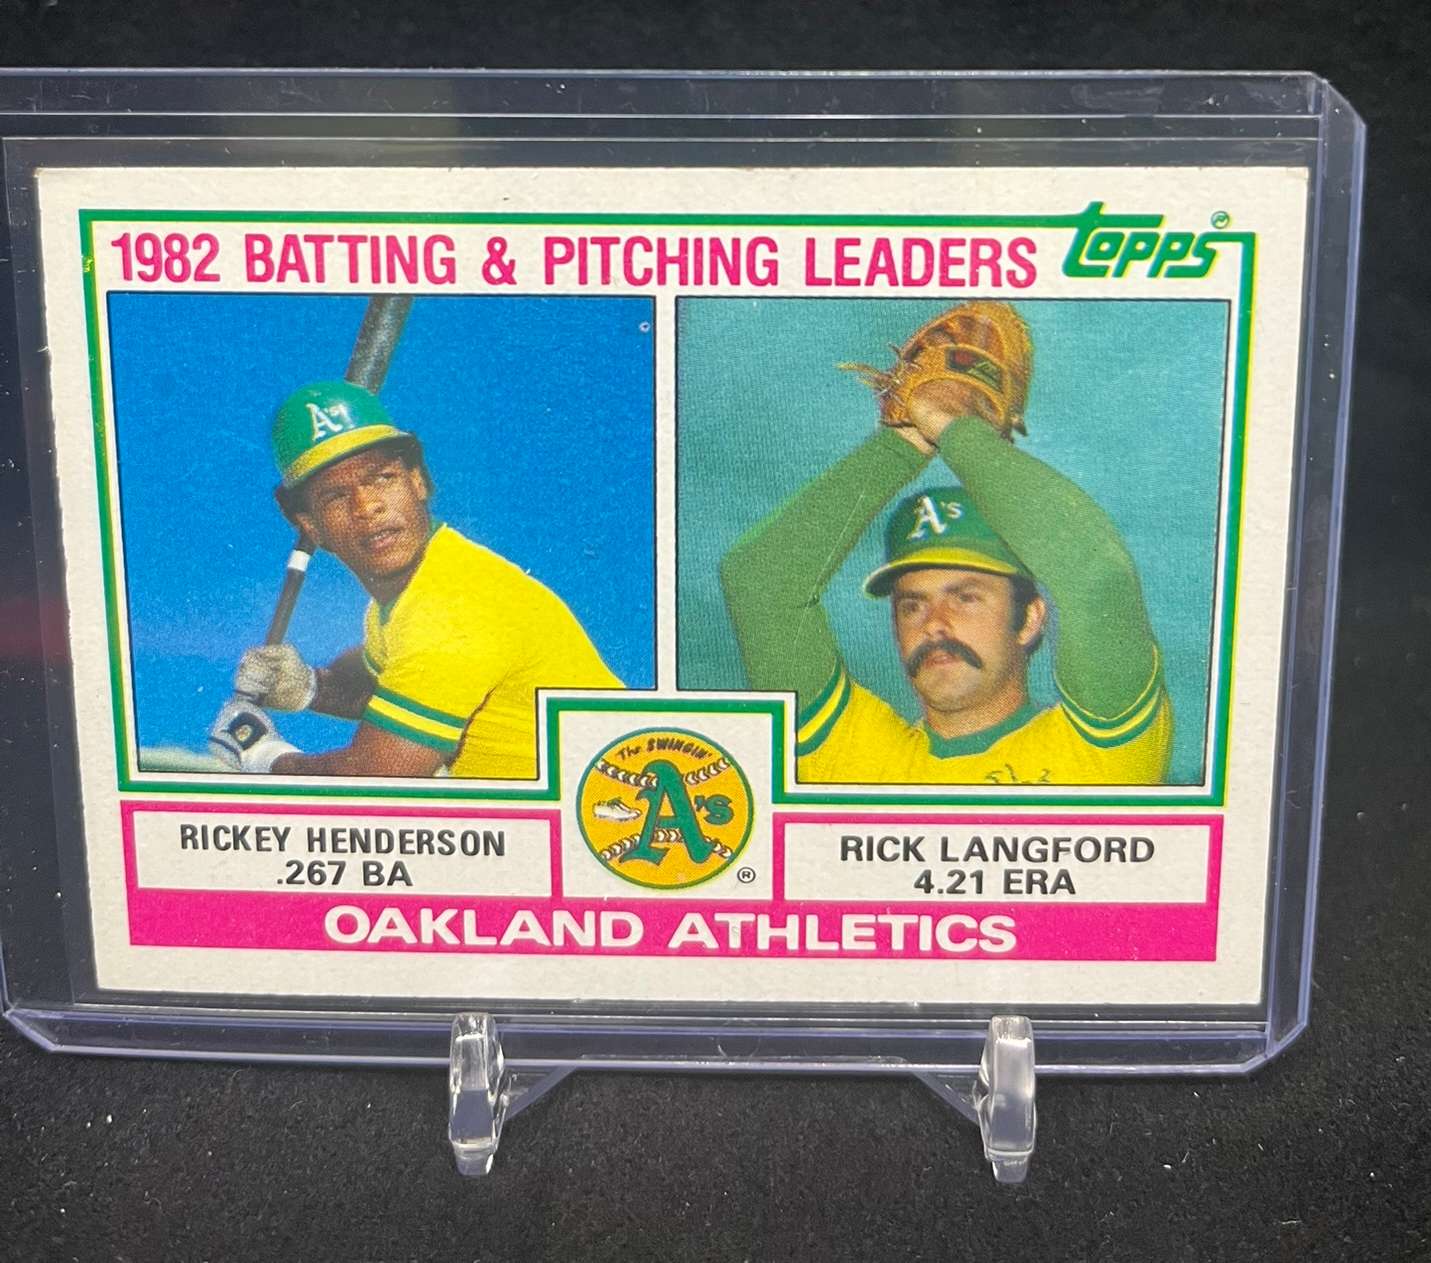 1982 BATTING & PITCHING LEADERS
topps®
A's
A's
The SWINGIN'
A's
®
RICKEY HENDERSON
.267 BA
RICK LANGFORD
4.21 ERA
OAKLAND ATHLETICS